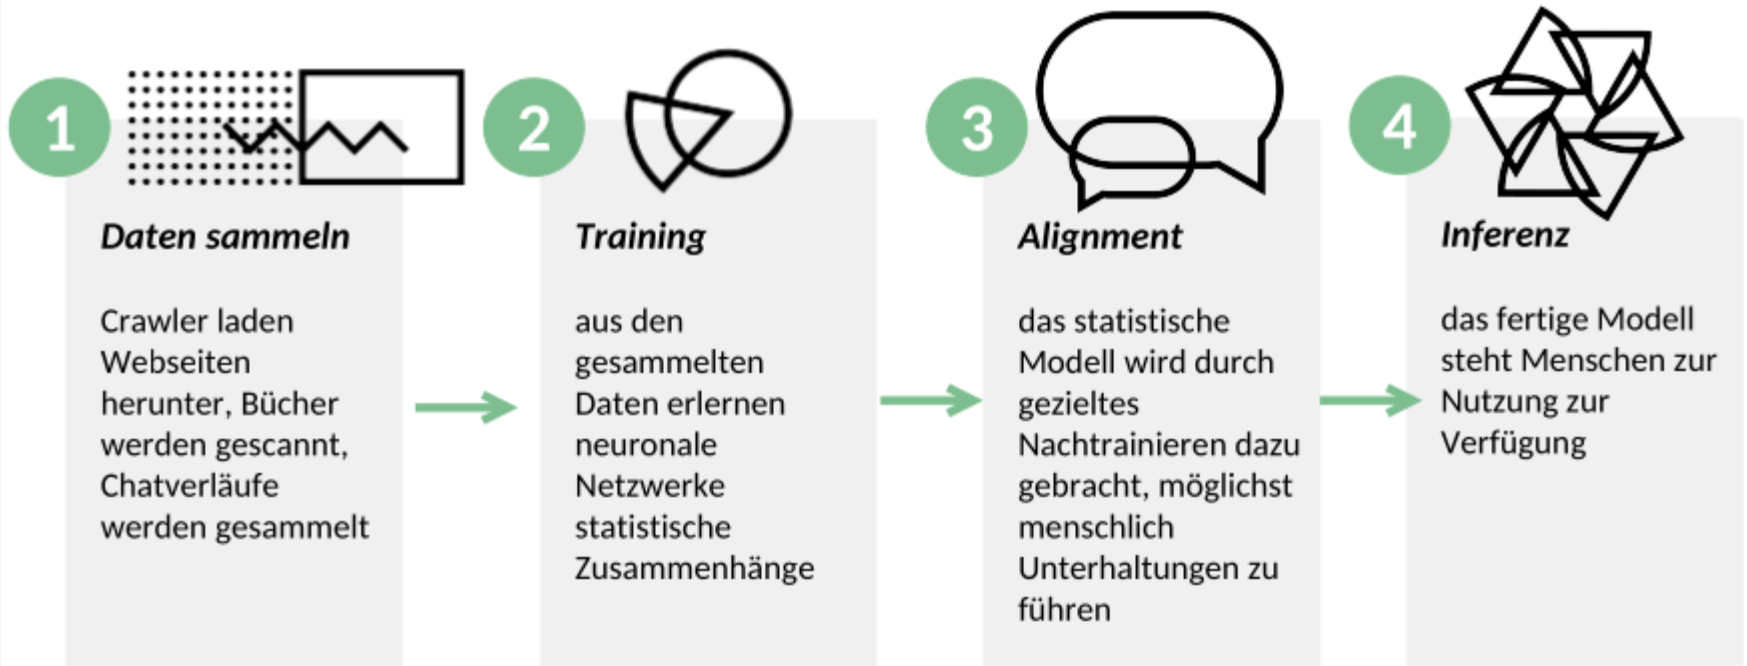 1
Daten sammeln
Crawler laden
Webseiten
herunter, Bücher
werden gescannt,
Chatverläufe
werden gesammelt
2
Training
aus den
gesammelten
Daten erlernen
neuronale
Netzwerke
statistische
Zusammenhänge
3
Alignment
das statistische
Modell wird durch
gezieltes
Nachtrainieren dazu
gebracht, möglichst
menschlich
Unterhaltungen zu
führen
4
Inferenz
das fertige Modell
steht Menschen zur
Nutzung zur
Verfügung